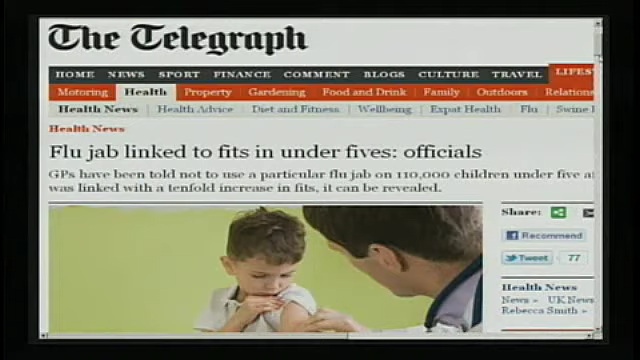 The Telegraph
HOME NEWS SPORT FINANCE COMMENT BLOGS CULTURE TRAVEL LIFES
Motoring Health Property Gardening Food and Drink Family Outdoors Relations
Health News Health Advice Diet and Fitness Wellbeing Expat Health Flu Swine
Health News
Flu jab linked to fits in under fives: officials
GPs have been told not to use a particular flu jab on 110,000 children under five a
was linked with a tenfold increase in fits, it can be revealed.
Share:
Recommend
Tweet 77
Health News
News » UK News
Rebecca Smith »